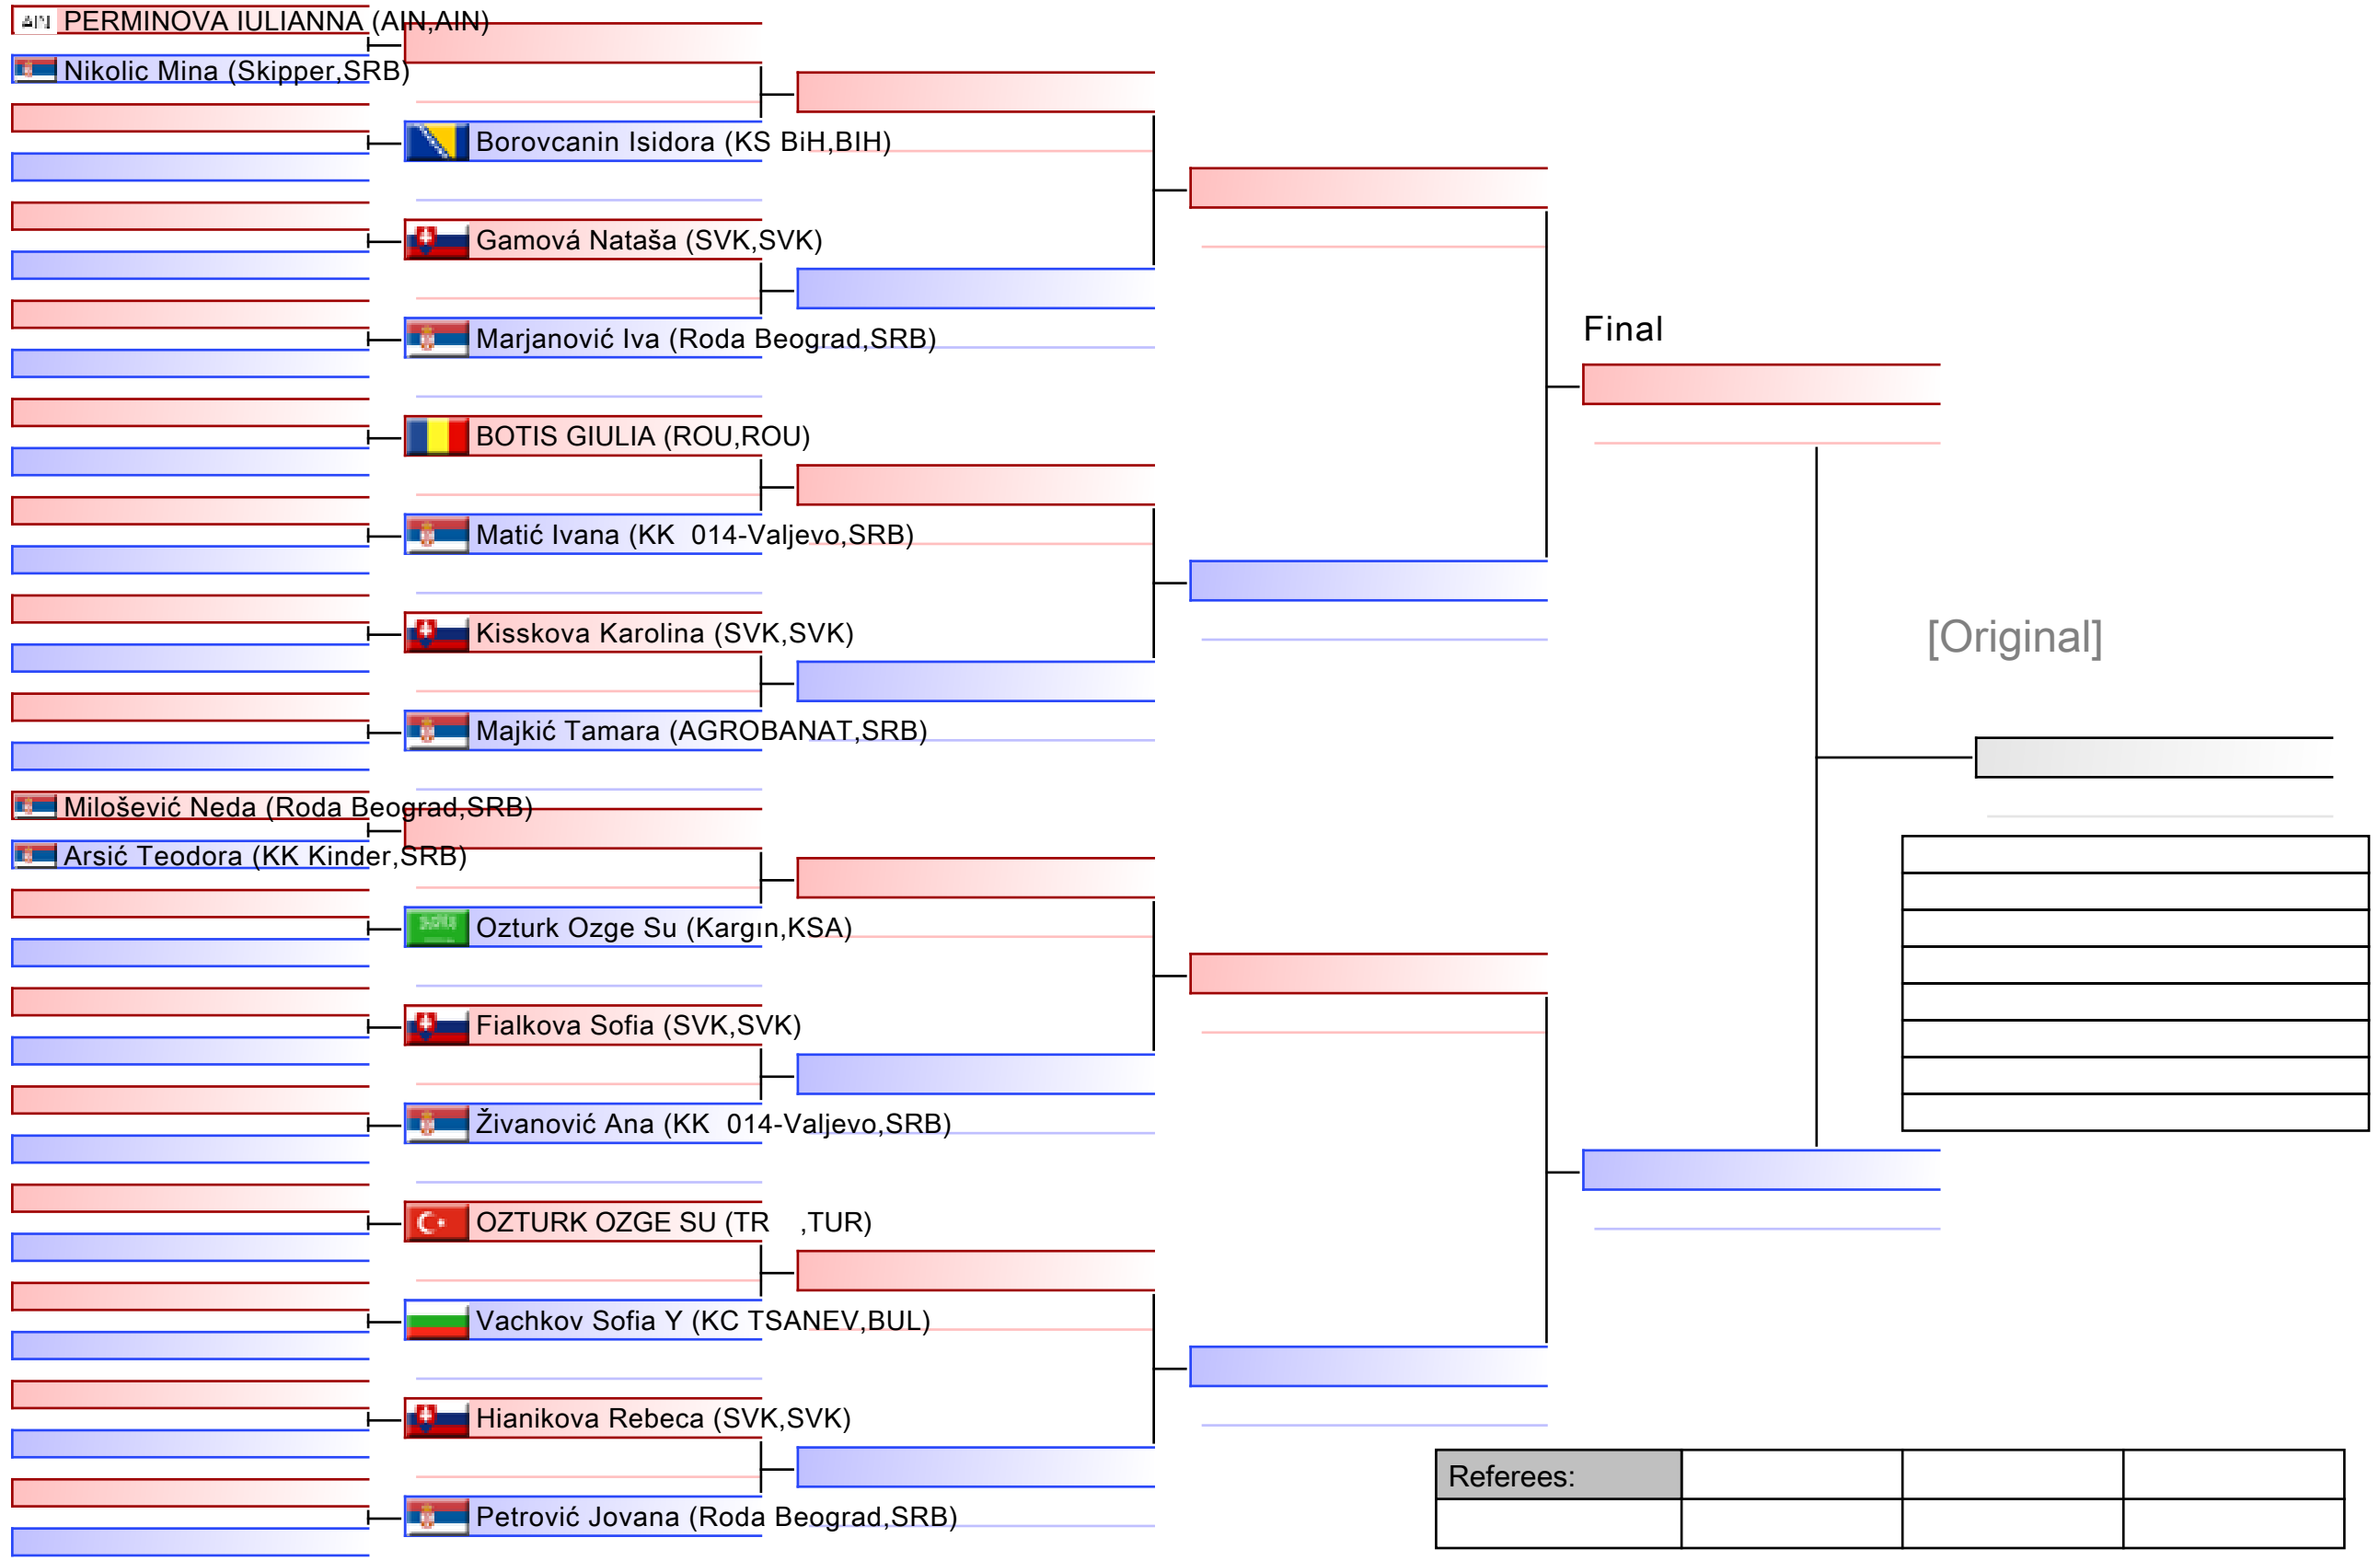 PERMINOVA IULIANNA (AIN,AIN)
Nikolic Mina (Skipper,SRB)
Borovcanin Isidora (KS BiH,BIH)
Gamová Nataša (SVK,SVK)
Marjanović Iva (Roda Beograd,SRB)
Final
BOTIS GIULIA (ROU,ROU)
Matić Ivana (KK 014-Valjevo,SRB)
Kisskova Karolina (SVK,SVK)
[Original]
Majkić Tamara (AGROBANAT,SRB)
Milošević Neda (Roda Beograd,SRB)
Arsić Teodora (KK Kinder,SRB)
Ozturk Ozge Su (Kargın,KSA)
Fialkova Sofia (SVK,SVK)
Živanović Ana (KK 014-Valjevo,SRB)
OZTURK OZGE SU (TR ,TUR)
Vachkov Sofia Y (KC TSANEV,BUL)
Hianikova Rebeca (SVK,SVK)
Referees:
Petrović Jovana (Roda Beograd,SRB)